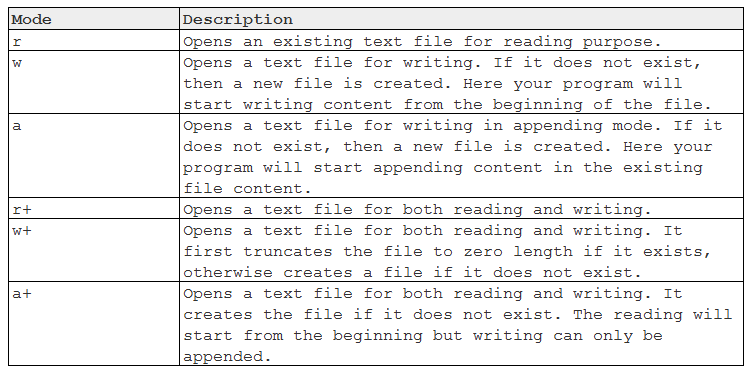 Mode Description
r Opens an existing text file for reading purpose.
w Opens a text file for writing. If it does not exist,
then a new file is created. Here your program will
start writing content from the beginning of the file.
a Opens a text file for writing in appending mode. If it
does not exist, then a new file is created. Here your
program will start appending content in the existing
file content.
r+ Opens a text file for both reading and writing.
w+ Opens a text file for both reading and writing. It
first truncates the file to zero length if it exists,
otherwise creates a file if it does not exist.
a+ Opens a text file for both reading and writing. It
creates the file if it does not exist. The reading will
start from the beginning but writing can only be
appended.